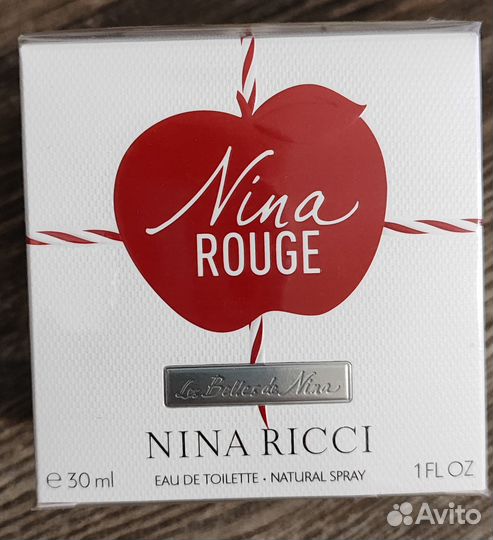 Nina
ROUGE
Les Belles de Nina
NINA RICCI
℮ 30 ml EAU DE TOILETTE • NATURAL SPRAY 1 FL OZ
Avito